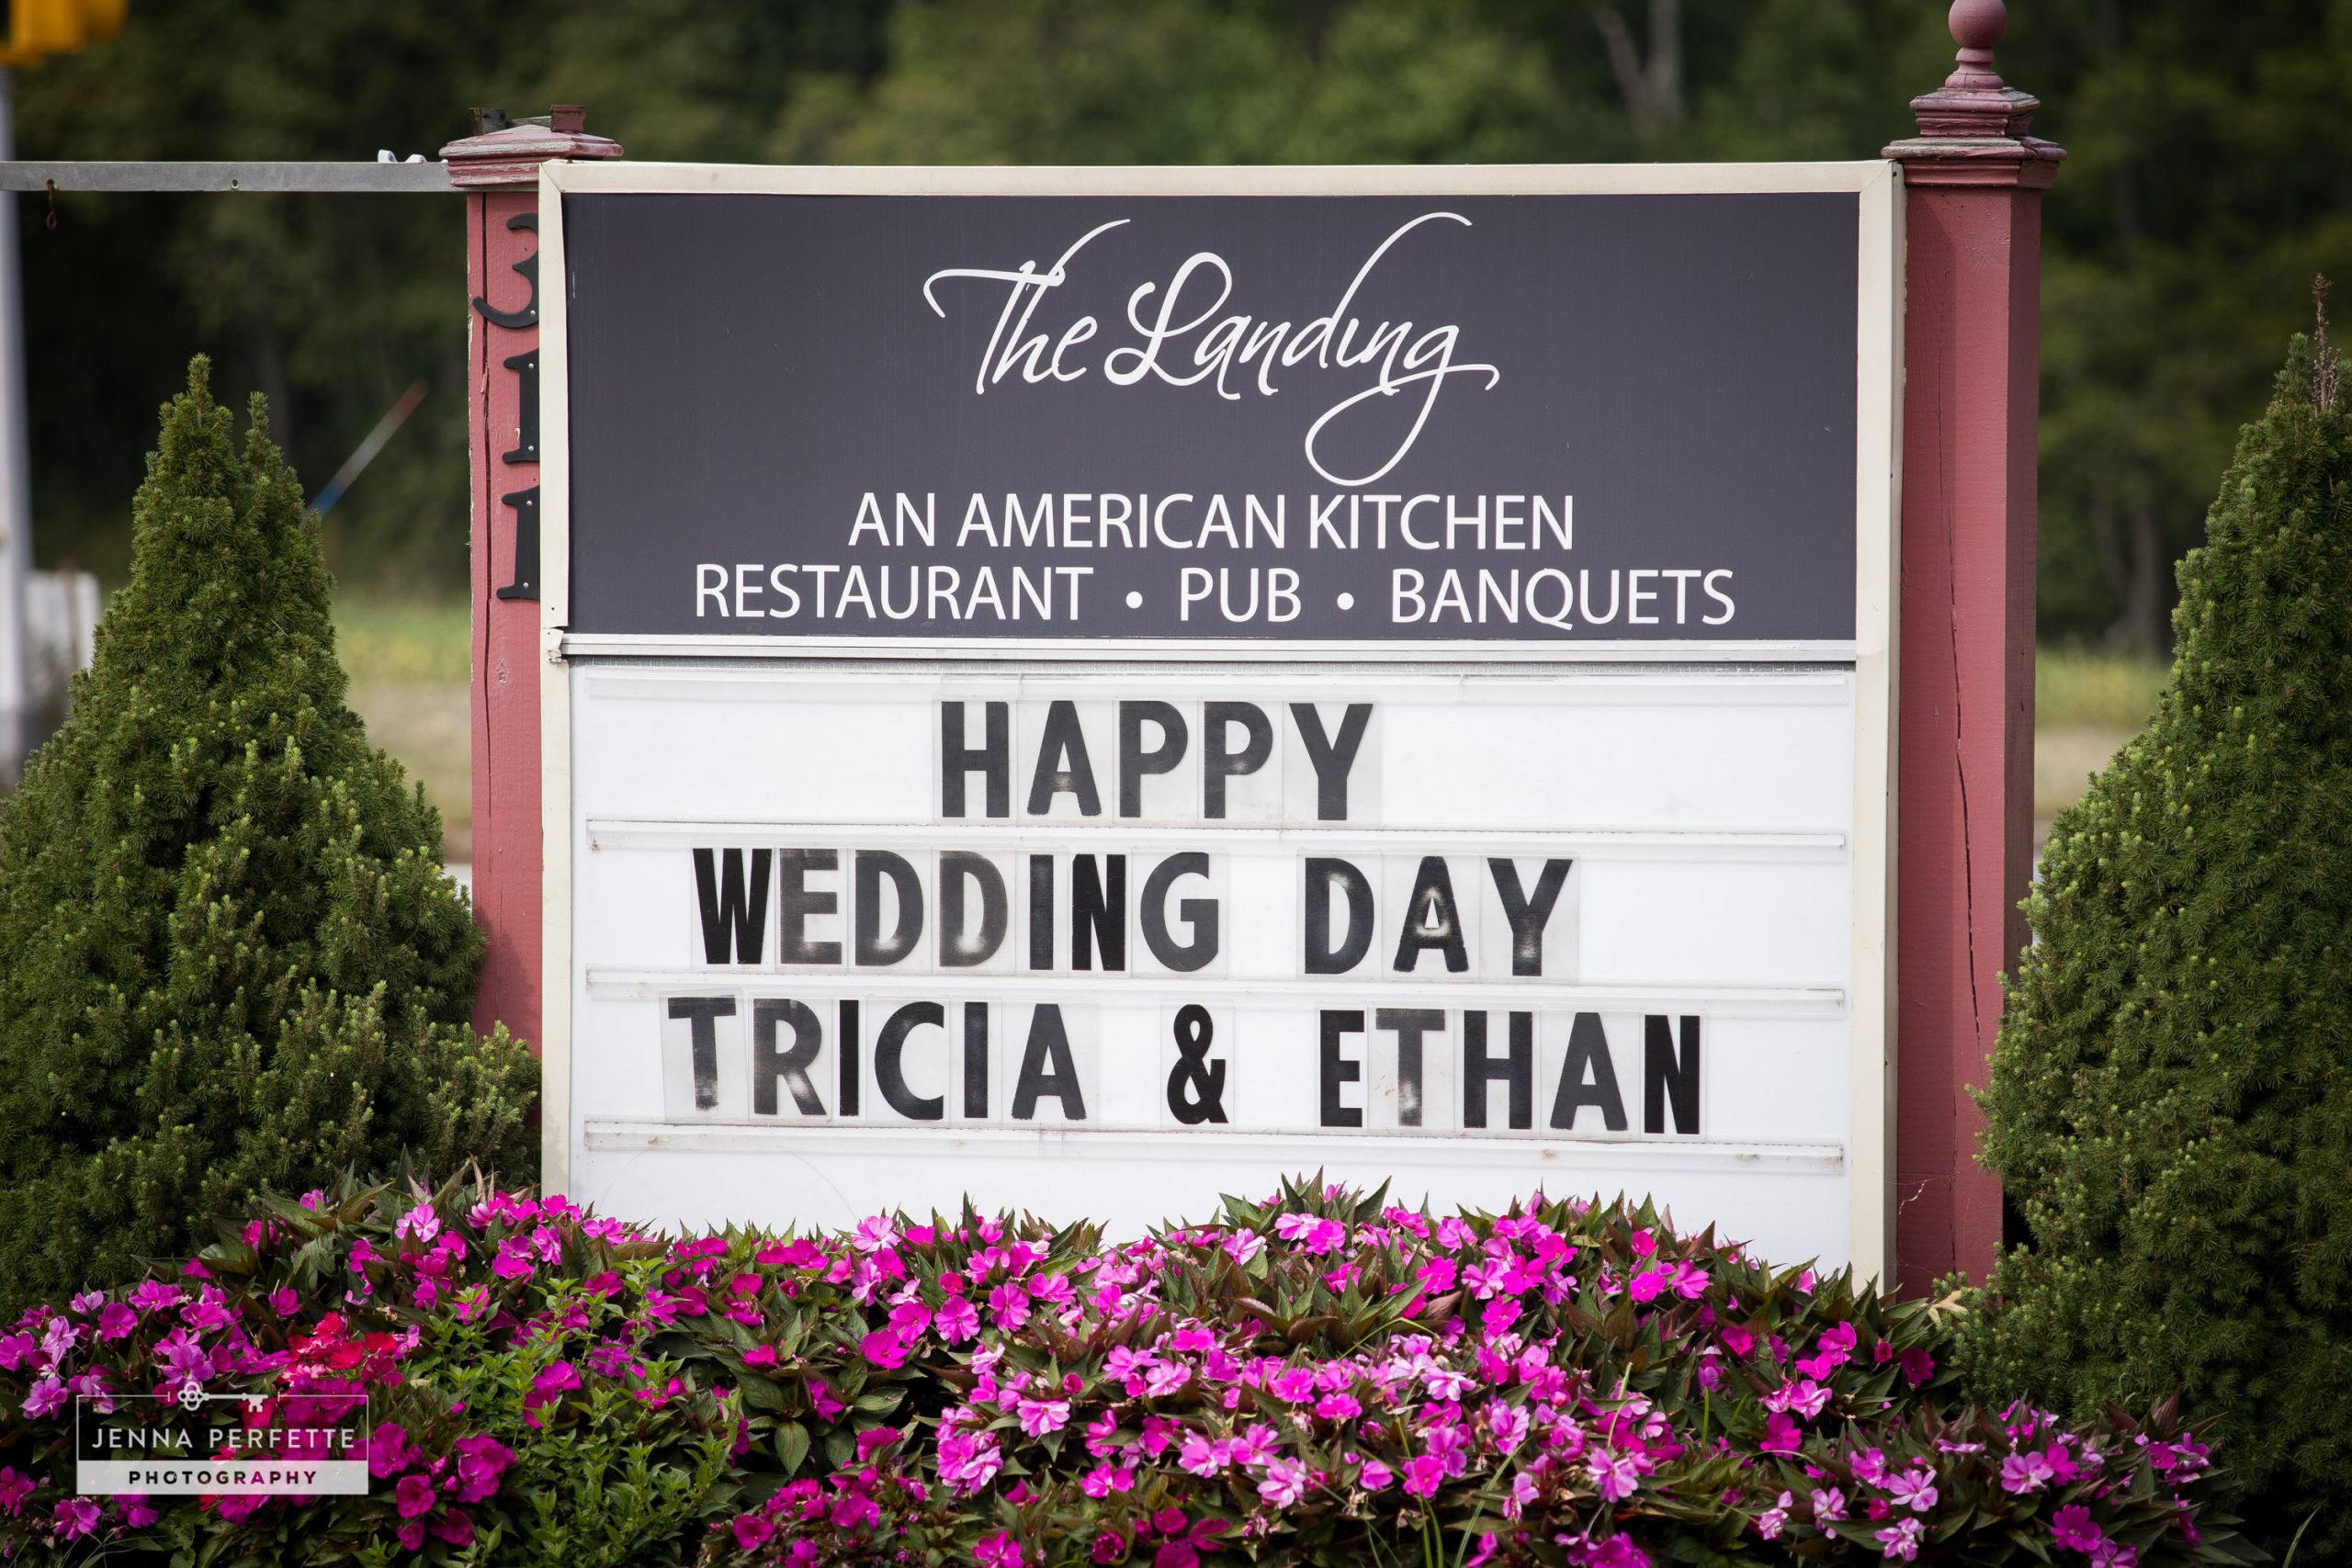 311
The Landing
AN AMERICAN KITCHEN
RESTAURANT • PUB • BANQUETS
HAPPY
WEDDING DAY
TRICIA & ETHAN
JENNA PERFETTE
PHOTOGRAPHY